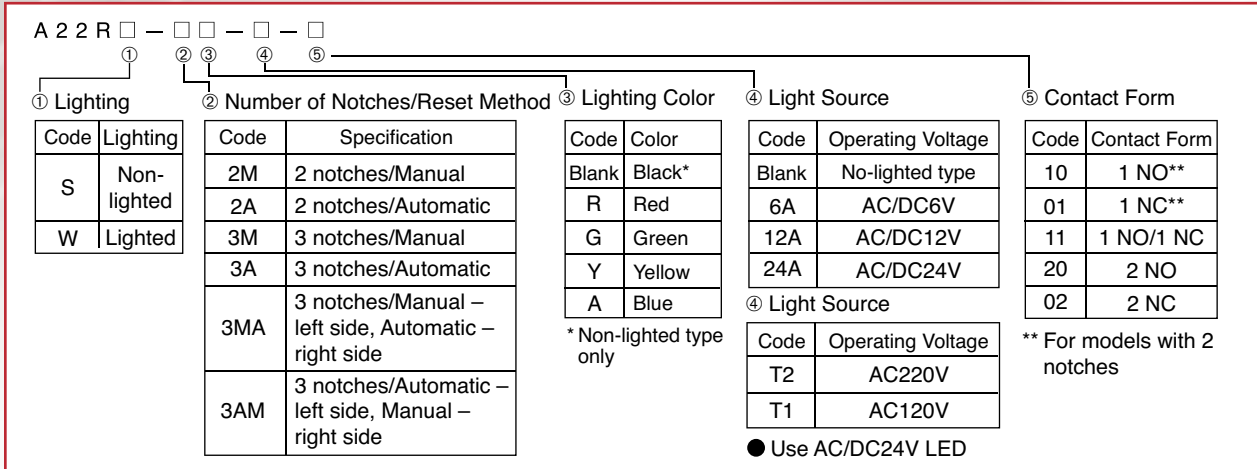 A22R□ – □□ – □ – □
① ② ③ ④ ⑤
① Lighting
Code Lighting
S Non-
lighted
W Lighted
② Number of Notches/Reset Method
Code Specification
2M 2 notches/Manual
2A 2 notches/Automatic
3M 3 notches/Manual
3A 3 notches/Automatic
3MA 3 notches/Manual –
left side, Automatic –
right side
3AM 3 notches/Automatic –
left side, Manual –
right side
③ Lighting Color
Code Color
Blank Black*
R Red
G Green
Y Yellow
A Blue
* Non-lighted type
only
④ Light Source
Code Operating Voltage
Blank No-lighted type
6A AC/DC6V
12A AC/DC12V
24A AC/DC24V
④ Light Source
Code Operating Voltage
T2 AC220V
T1 AC120V
● Use AC/DC24V LED
⑤ Contact Form
Code Contact Form
10 1 NO**
01 1 NC**
11 1 NO/1 NC
20 2 NO
02 2 NC
** For models with 2
notches